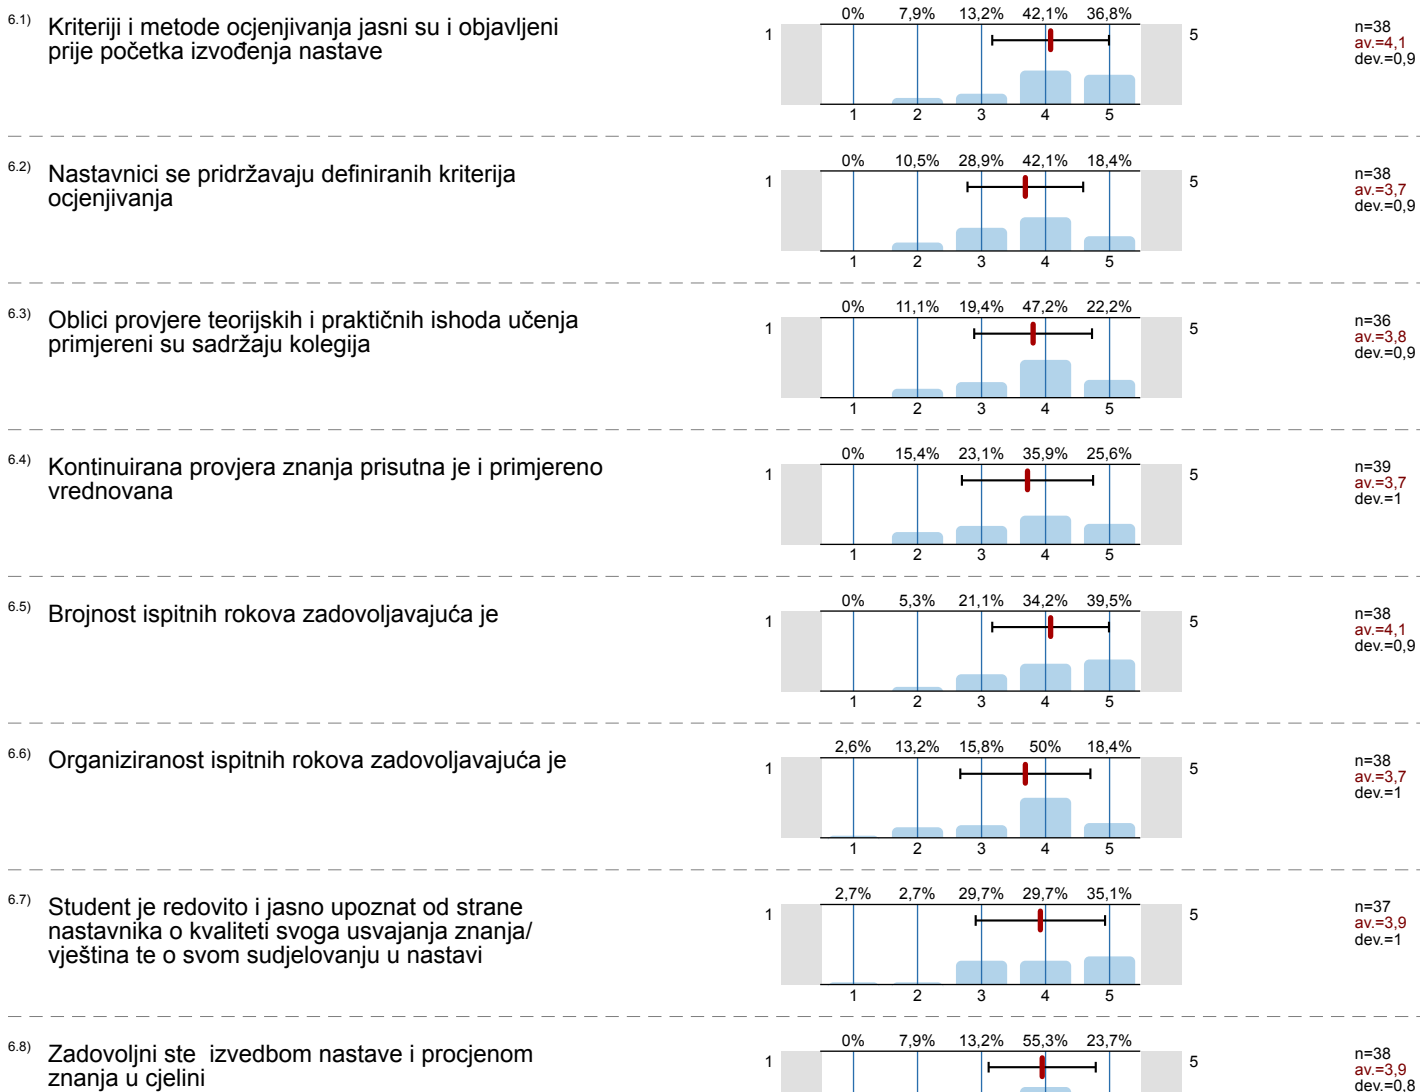 0% 7,9% 13,2% 42,1% 36,8%
6.1) Kriteriji i metode ocjenjivanja jasni su i objavljeni
prije početka izvođenja nastave
1 5
n=38
av.=4,1
dev.=0,9
1 2 3 4 5
0% 10,5% 28,9% 42,1% 18,4%
6.2) Nastavnici se pridržavaju definiranih kriterija
ocjenjivanja
1 5
n=38
av.=3,7
dev.=0,9
1 2 3 4 5
0% 11,1% 19,4% 47,2% 22,2%
6.3) Oblici provjere teorijskih i praktičnih ishoda učenja
primjereni su sadržaju kolegija
1 5
n=36
av.=3,8
dev.=0,9
1 2 3 4 5
0% 15,4% 23,1% 35,9% 25,6%
6.4) Kontinuirana provjera znanja prisutna je i primjereno
vrednovana
1 5
n=39
av.=3,7
dev.=1
1 2 3 4 5
0% 5,3% 21,1% 34,2% 39,5%
6.5) Brojnost ispitnih rokova zadovoljavajuća je
1 5
n=38
av.=4,1
dev.=0,9
1 2 3 4 5
2,6% 13,2% 15,8% 50% 18,4%
6.6) Organiziranost ispitnih rokova zadovoljavajuća je
1 5
n=38
av.=3,7
dev.=1
1 2 3 4 5
2,7% 2,7% 29,7% 29,7% 35,1%
6.7) Student je redovito i jasno upoznat od strane
nastavnika o kvaliteti svoga usvajanja znanja/
vještina te o svom sudjelovanju u nastavi
1 5
n=37
av.=3,9
dev.=1
1 2 3 4 5
0% 7,9% 13,2% 55,3% 23,7%
6.8) Zadovoljni ste izvedbom nastave i procjenom
znanja u cjelini
1 5
n=38
av.=3,9
dev.=0,8